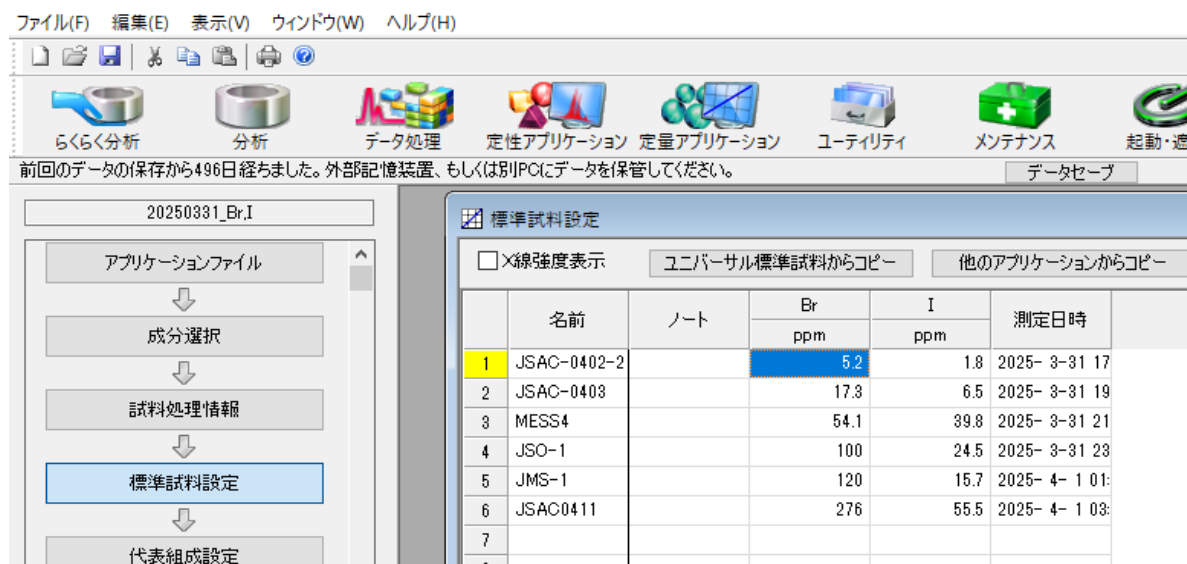 ファイル(F) 編集(E) 表示(V) ウィンドウ(W) ヘルプ(H)
らくらく分析 分析 データ処理 定性アプリケーション 定量アプリケーション ユーティリティ メンテナンス 起動・遮
前回のデータの保存から496日経ちました。外部記憶装置、もしくは別PCにデータを保管してください。 データセーブ
20250331_Br,I
アプリケーションファイル
成分選択
試料処理情報
標準試料設定
代表組成設定
標準試料設定
X線強度表示 ユニバーサル標準試料からコピー 他のアプリケーションからコピー
名前 ノート Br I 測定日時
ppm ppm
1 JSAC-0402-2 5.2 1.8 2025- 3-31 17
2 JSAC-0403 17.3 6.5 2025- 3-31 19
3 MESS4 54.1 39.8 2025- 3-31 21
4 JSO-1 100 24.5 2025- 3-31 23
5 JMS-1 120 15.7 2025- 4- 1 01:
6 JSAC0411 276 55.5 2025- 4- 1 03:
7